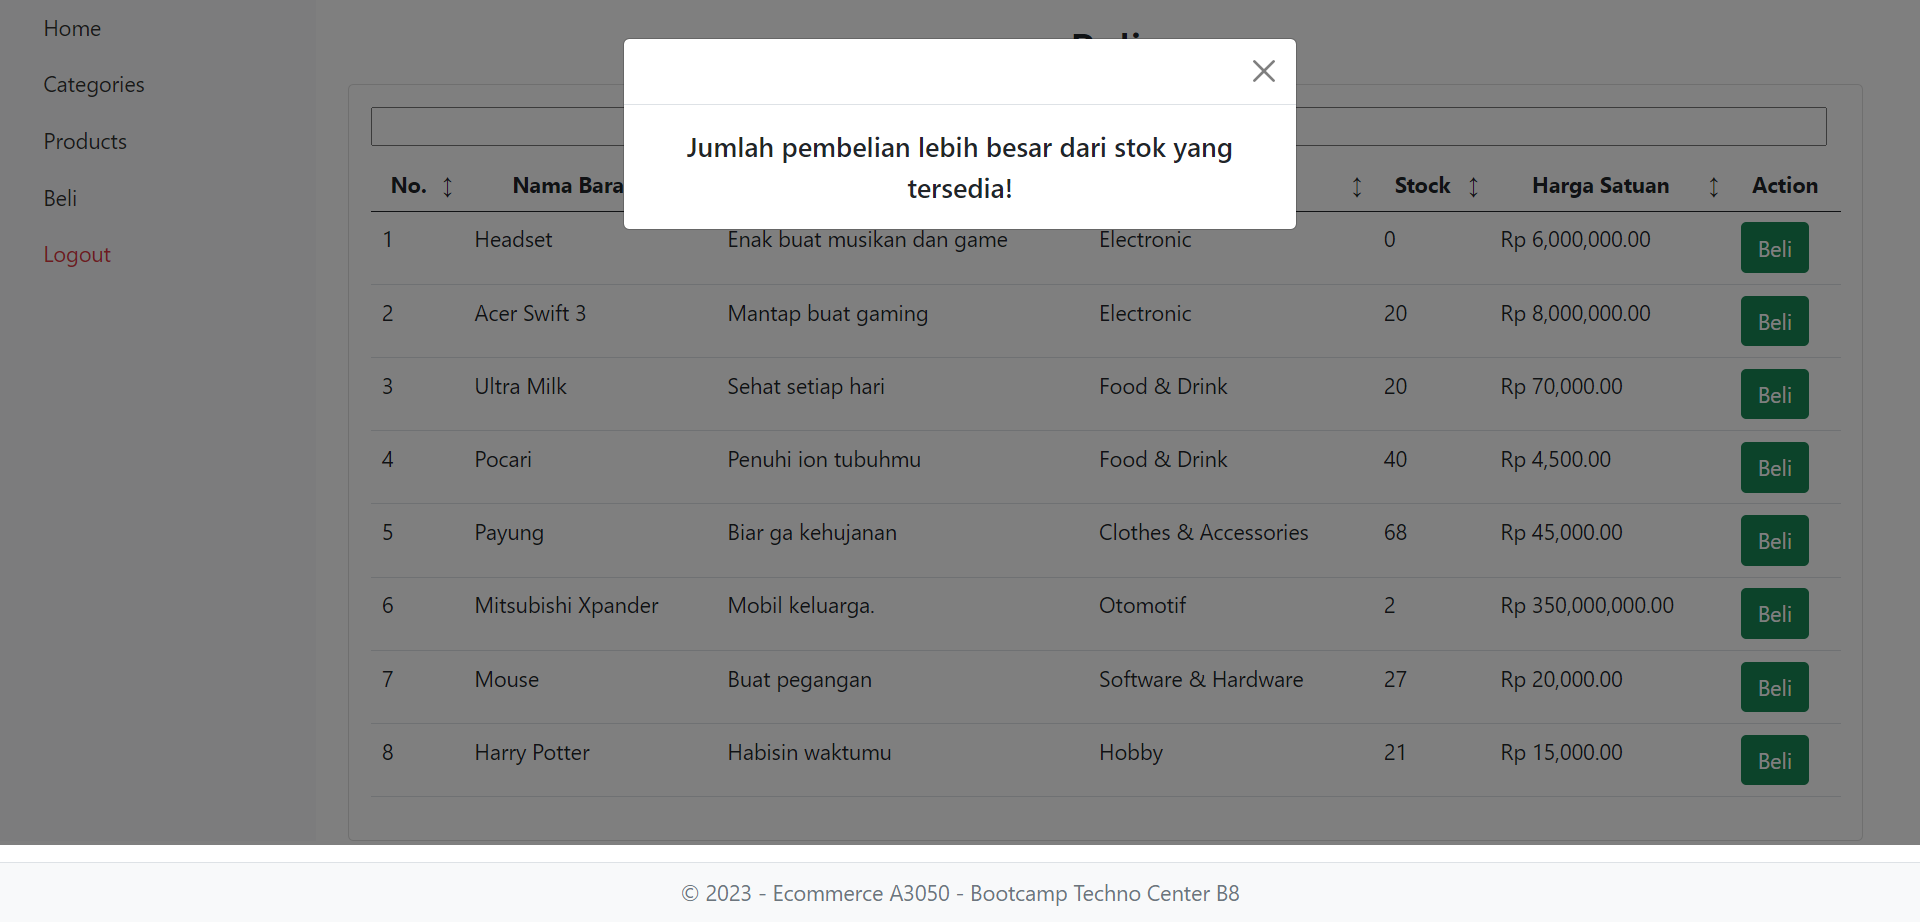 Home
Categories
Products
Beli
Logout
Jumlah pembelian lebih besar dari stok yang
tersedia!
No. Nama Bara Stock Harga Satuan Action
1 Headset Enak buat musikan dan game Electronic 0 Rp 6,000,000.00 Beli
2 Acer Swift 3 Mantap buat gaming Electronic 20 Rp 8,000,000.00 Beli
3 Ultra Milk Sehat setiap hari Food & Drink 20 Rp 70,000.00 Beli
4 Pocari Penuhi ion tubuhmu Food & Drink 40 Rp 4,500.00 Beli
5 Payung Biar ga kehujanan Clothes & Accessories 68 Rp 45,000.00 Beli
6 Mitsubishi Xpander Mobil keluarga. Otomotif 2 Rp 350,000,000.00 Beli
7 Mouse Buat pegangan Software & Hardware 27 Rp 20,000.00 Beli
8 Harry Potter Habisin waktumu Hobby 21 Rp 15,000.00 Beli
© 2023 - Ecommerce A3050 - Bootcamp Techno Center B8